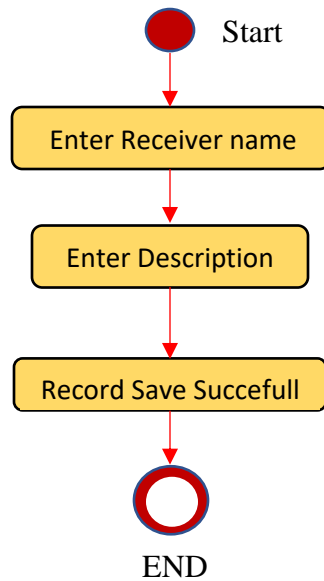 Start
Enter Receiver name
Enter Description
Record Save Succefull
END